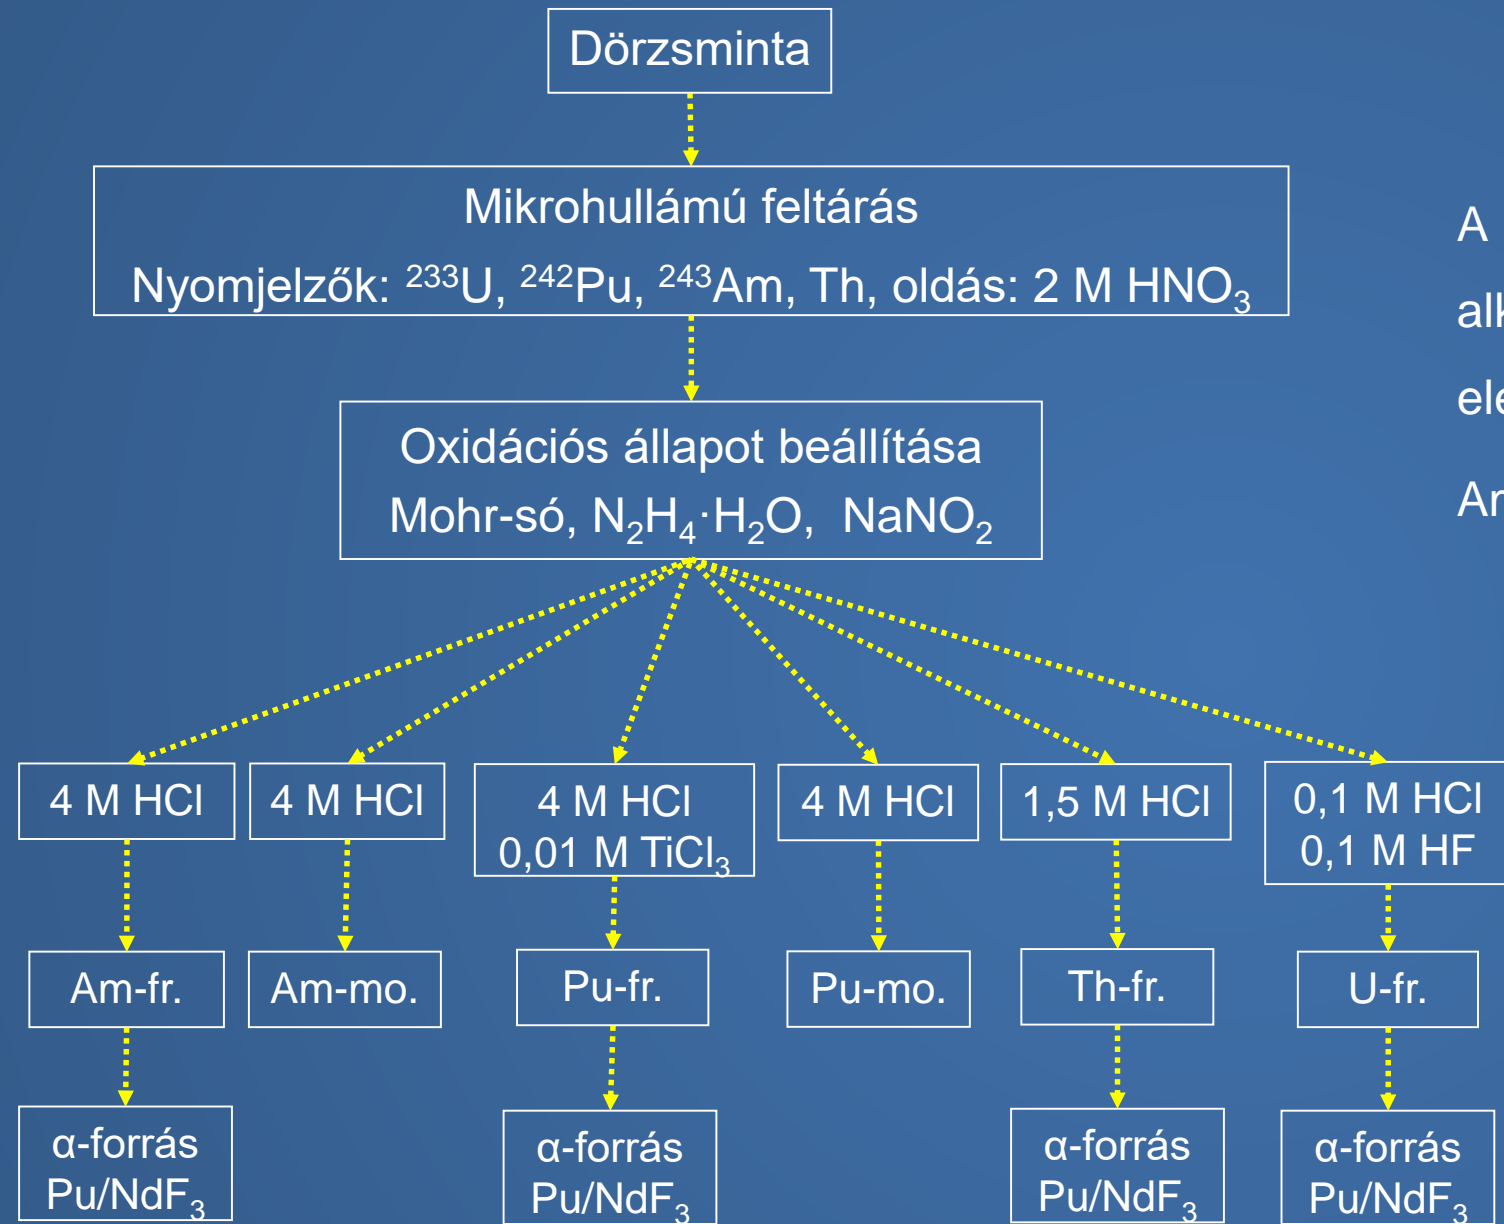 Dörzsminta
Mikrohullámú feltárás
Nyomjelzők: ²³³U, ²⁴²Pu, ²⁴³Am, Th, oldás: 2 M HNO₃
Oxidációs állapot beállítása
Mohr-só, N₂H₄·H₂O, NaNO₂
A
4 M HCl
4 M HCl
4 M HCl
0,01 M TiCl₃
4 M HCl
1,5 M HCl
0,1 M HCl
0,1 M HF
Am-fr.
Am-mo.
Pu-fr.
Pu-mo.
Th-fr.
U-fr.
α-forrás
Pu/NdF₃
α-forrás
Pu/NdF₃
α-forrás
Pu/NdF₃
α-forrás
Pu/NdF₃